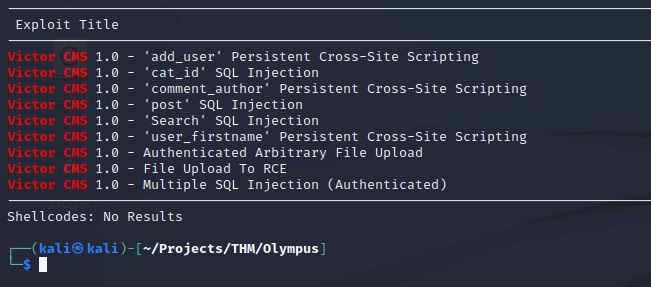 Exploit Title
Victor CMS 1.0 - 'add_user' Persistent Cross-Site Scripting
Victor CMS 1.0 - 'cat_id' SQL Injection
Victor CMS 1.0 - 'comment_author' Persistent Cross-Site Scripting
Victor CMS 1.0 - 'post' SQL Injection
Victor CMS 1.0 - 'Search' SQL Injection
Victor CMS 1.0 - 'user_firstname' Persistent Cross-Site Scripting
Victor CMS 1.0 - Authenticated Arbitrary File Upload
Victor CMS 1.0 - File Upload To RCE
Victor CMS 1.0 - Multiple SQL Injection (Authenticated)
Shellcodes: No Results
┌──(kali㉿kali)-[~/Projects/THM/Olympus]
└─$